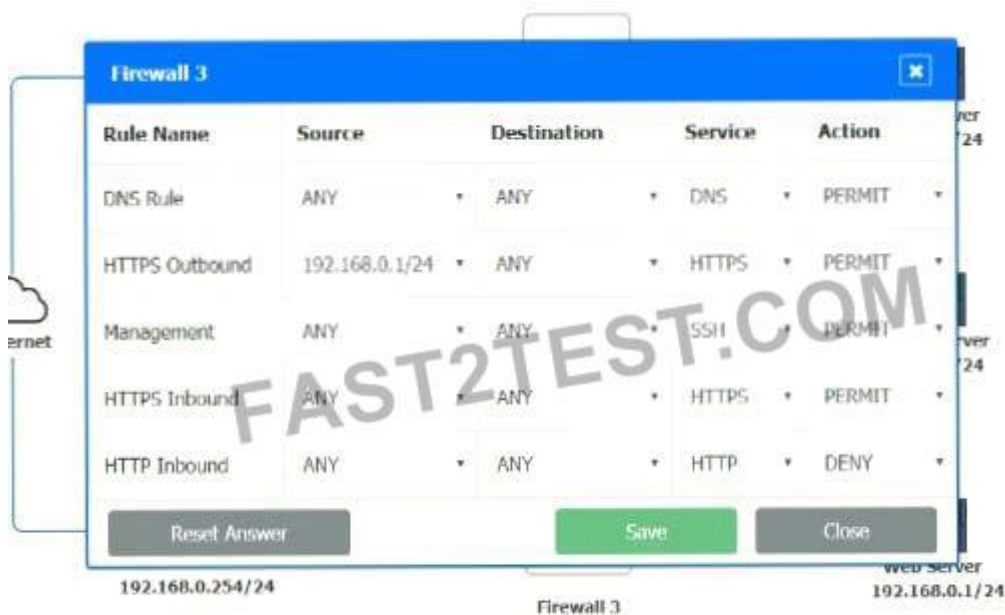 Firewall 3
Rule Name Source Destination Service Action
DNS Rule ANY ANY DNS PERMIT
HTTPS Outbound 192.168.0.1/24 ANY HTTPS PERMIT
Management ANY ANY SSH PERMIT
HTTPS Inbound ANY ANY HTTPS PERMIT
HTTP Inbound ANY ANY HTTP DENY
Reset Answer Save Close
FAST2TEST.COM
ernet
ver
/24
rver
/24
192.168.0.254/24
Firewall 3
Web Server
192.168.0.1/24